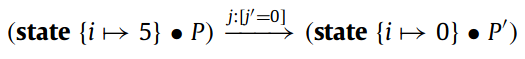 (state {i ↦ 5} • P) —j:[j′=0]→ (state {i ↦ 0} • P′)